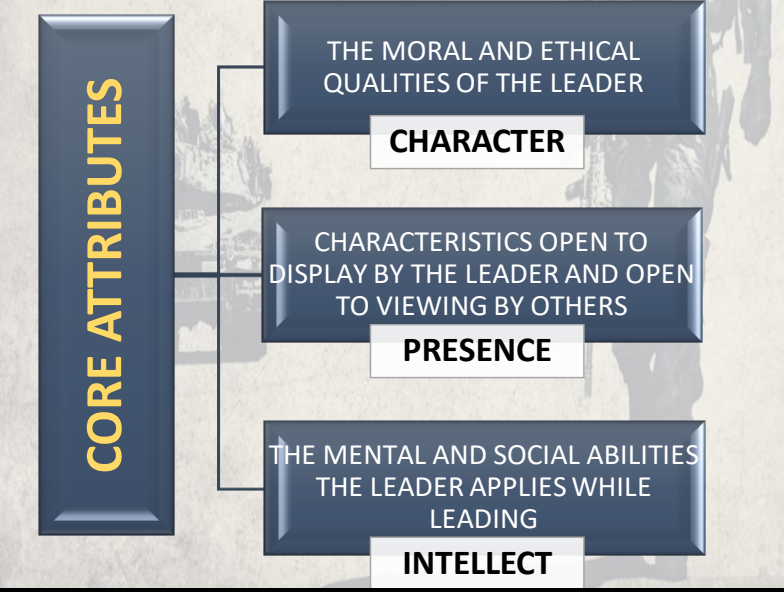 CORE ATTRIBUTES
THE MORAL AND ETHICAL
QUALITIES OF THE LEADER
CHARACTER
CHARACTERISTICS OPEN TO
DISPLAY BY THE LEADER AND OPEN
TO VIEWING BY OTHERS
PRESENCE
THE MENTAL AND SOCIAL ABILITIES
THE LEADER APPLIES WHILE
LEADING
INTELLECT